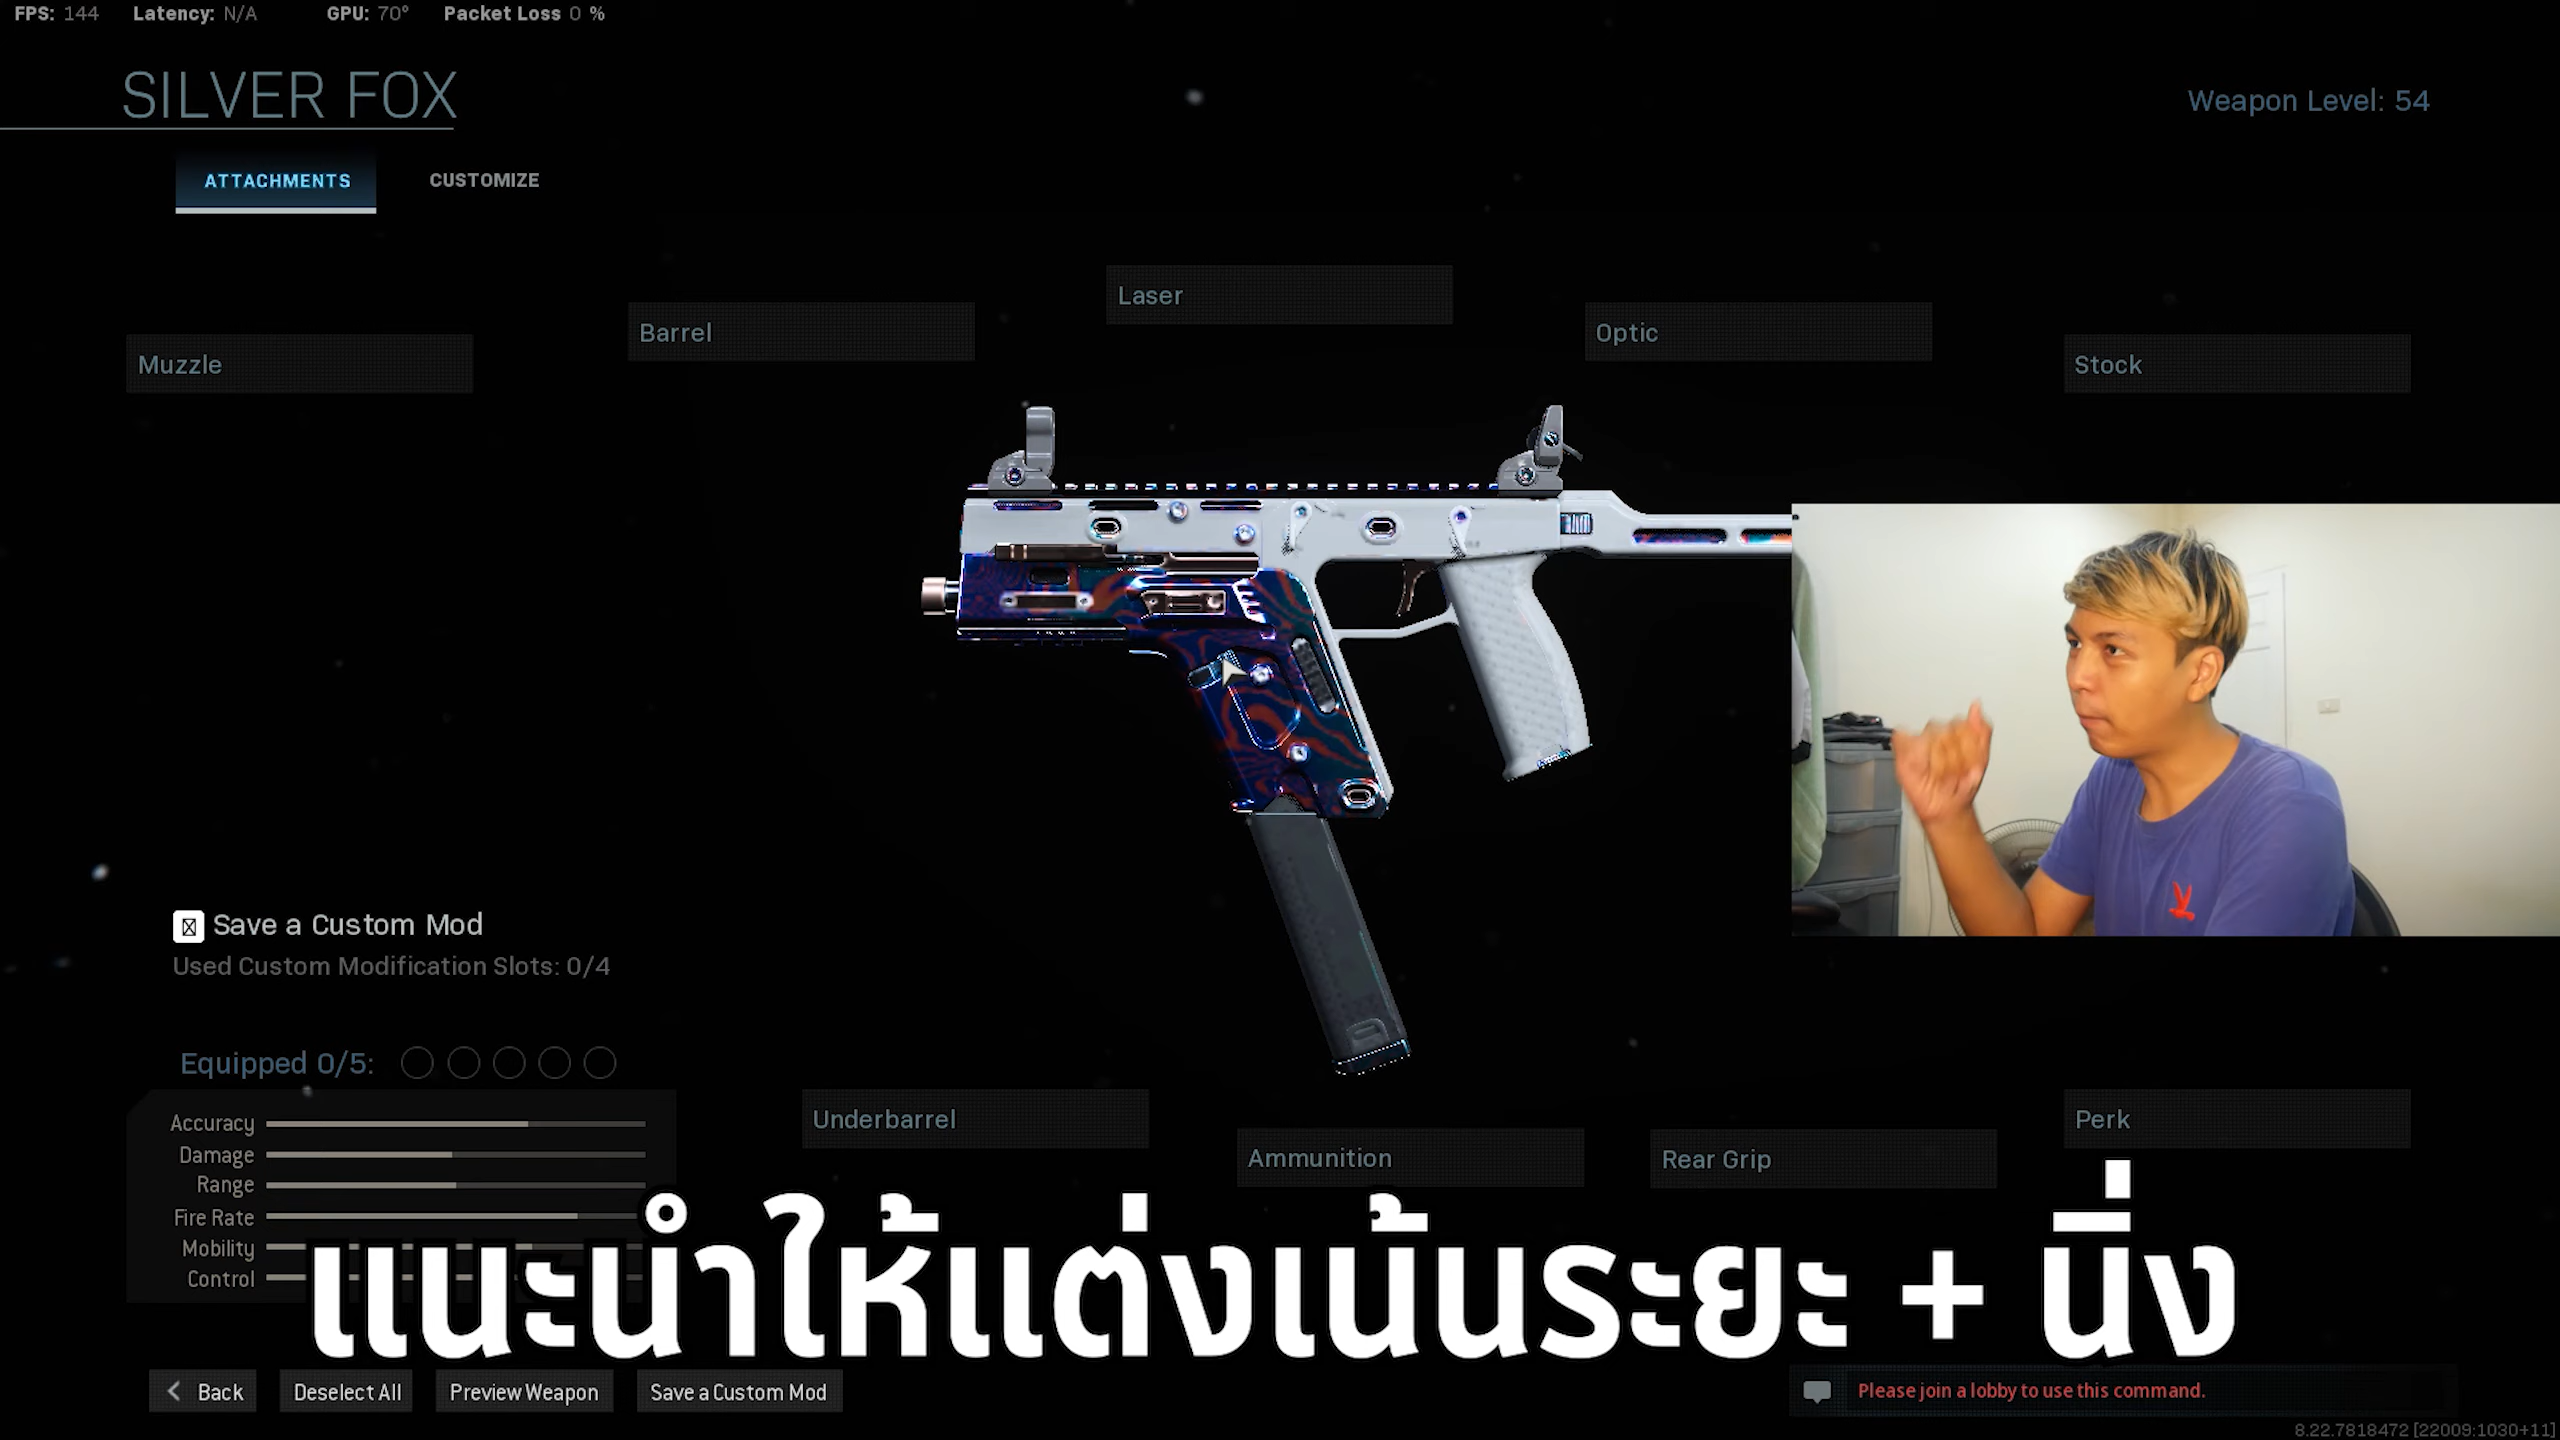 FPS: 144 Latency: N/A GPU: 70° Packet Loss 0 %
SILVER FOX
Weapon Level: 54
ATTACHMENTS CUSTOMIZE
Laser
Barrel
Optic
Muzzle
Stock
Save a Custom Mod
Used Custom Modification Slots: 0/4
Equipped 0/5:
Accuracy
Damage
Range
Fire Rate
Mobility
Control
Underbarrel
Ammunition
Rear Grip
Perk
แนะนำให้แต่งเน้นระยะ + นิ่ง
Back Deselect All Preview Weapon Save a Custom Mod
Please join a lobby to use this command.
8.22.7818472 [22009:1030+11]